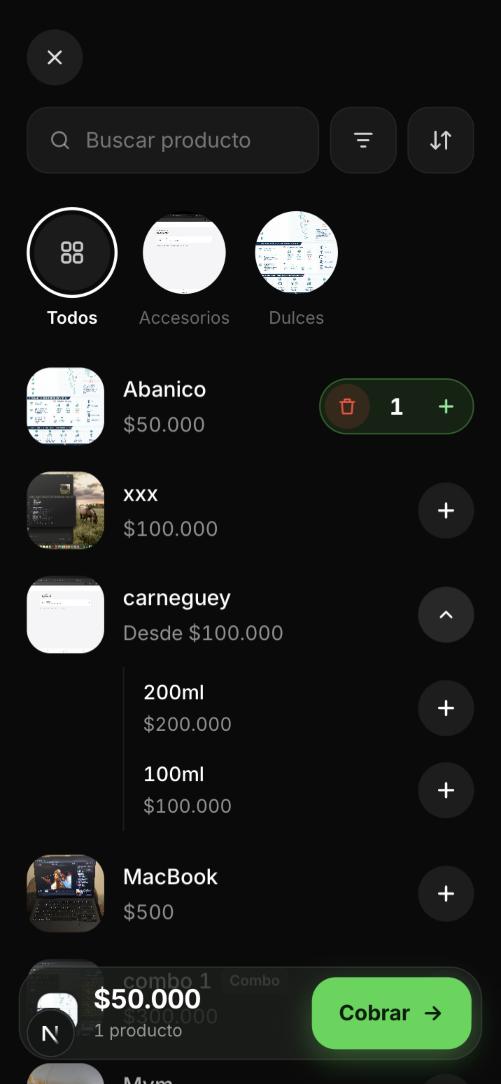 Buscar producto
Todos
Accesorios
Dulces
Abanico
$50.000
1
xxx
$100.000
carneguey
Desde $100.000
200ml
$200.000
100ml
$100.000
MacBook
$500
combo 1 Combo
$300.000
$50.000
1 producto
Cobrar
N